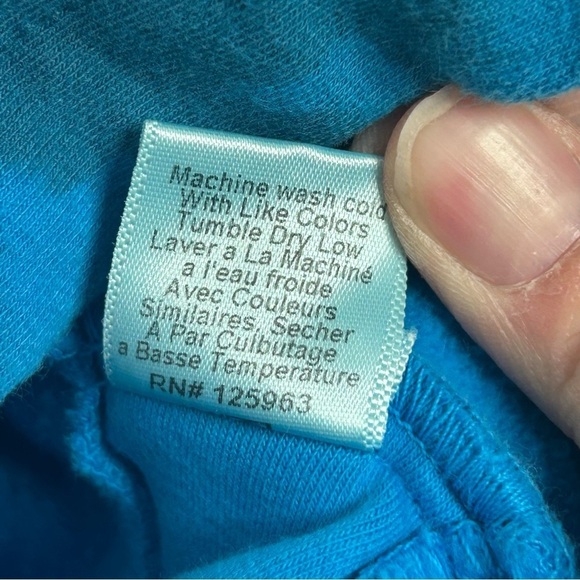 Machine wash cold
With Like Colors
Tumble Dry Low
Laver a La Machine
a l'eau froide
Avec Couleurs
Similaires, Secher
A Par Culbutage
a Basse Temperature
RN# 125963